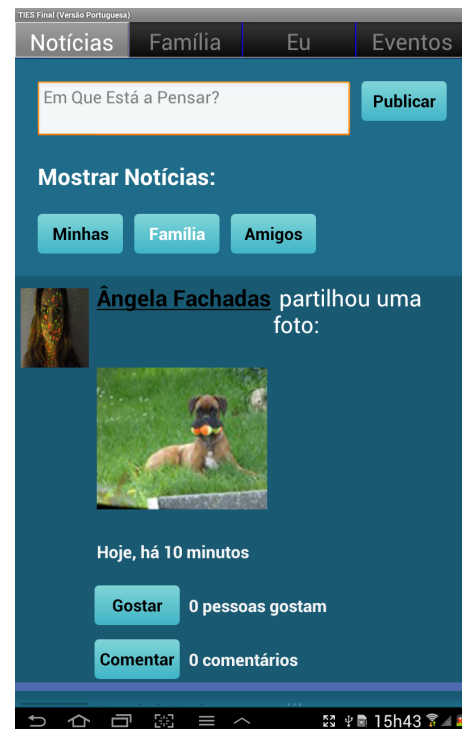 TIES Final (Versão Portuguesa)
Notícias Família Eu Eventos
Em Que Está a Pensar?
Publicar
Mostrar Notícias:
Minhas Família Amigos
Ângela Fachadas partilhou uma
foto:
Hoje, há 10 minutos
Gostar 0 pessoas gostam
Comentar 0 comentários
15h43